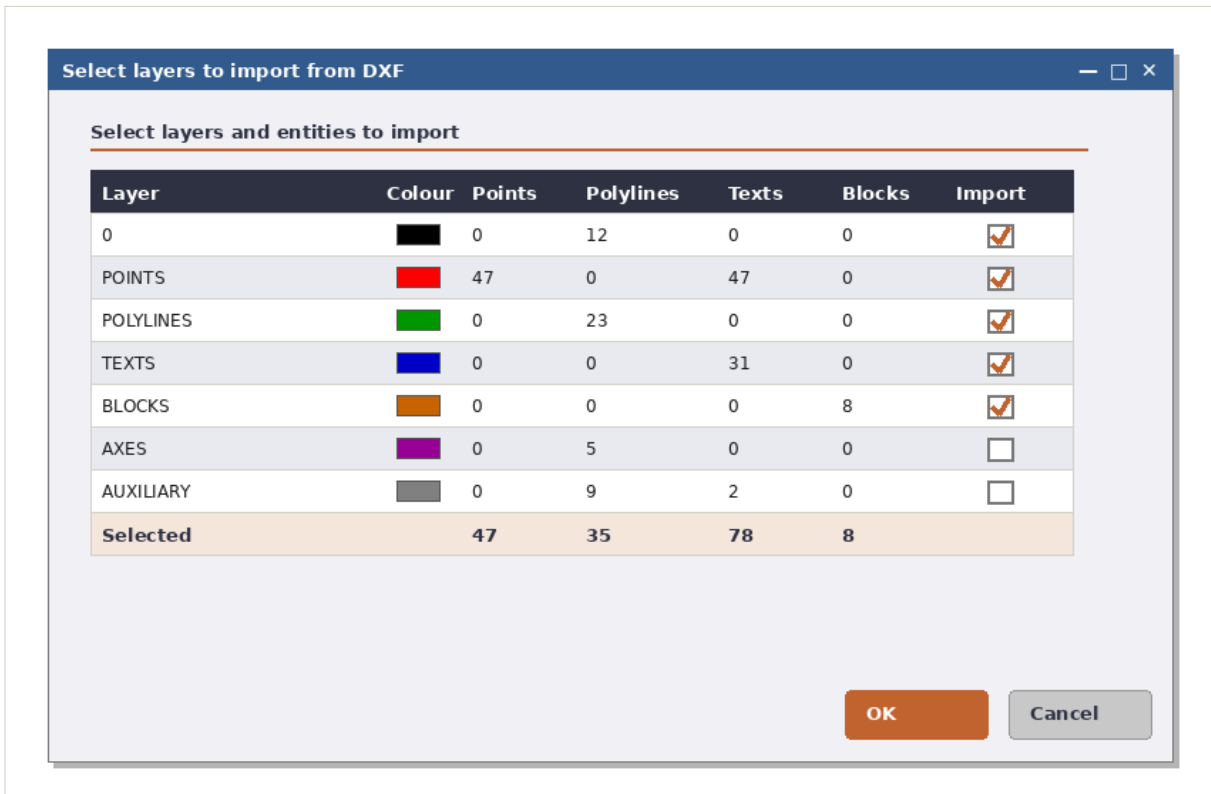 Select layers to import from DXF
Select layers and entities to import
Layer Colour Points Polylines Texts Blocks Import
0 0 12 0 0
POINTS 47 0 47 0
POLYLINES 0 23 0 0
TEXTS 0 0 31 0
BLOCKS 0 0 0 8
AXES 0 5 0 0
AUXILIARY 0 9 2 0
Selected 47 35 78 8
OK Cancel